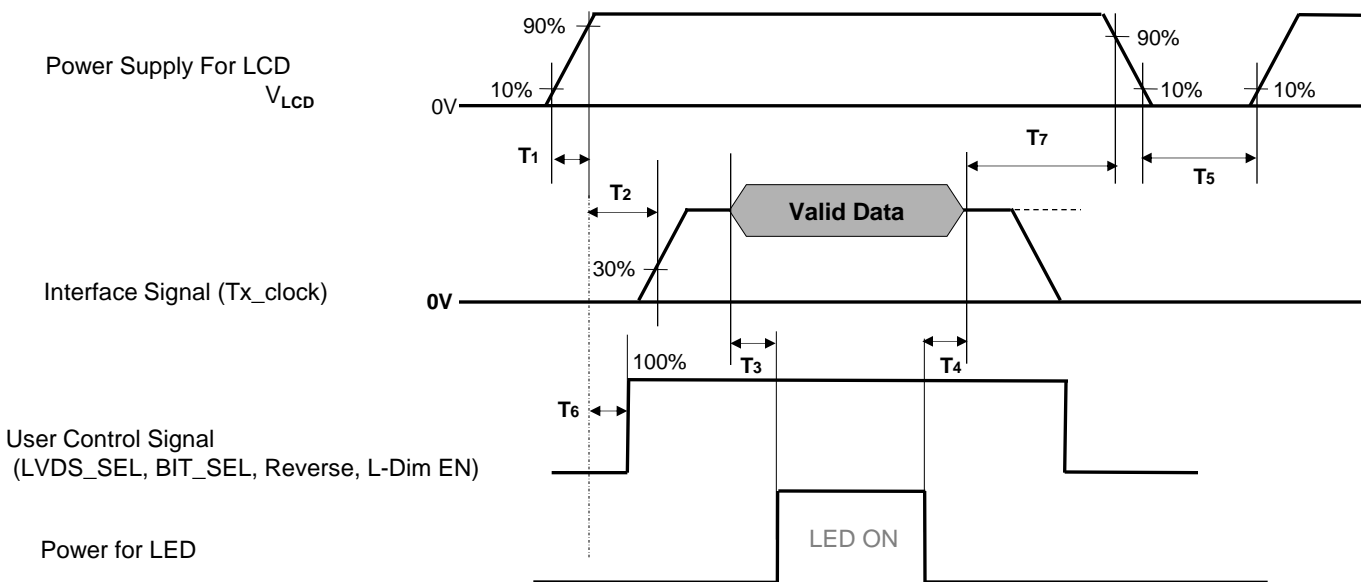 90%
90%
Power Supply For LCD
VLCD
10%
10%
10%
0V
T1
T7
T5
T2
Valid Data
30%
Interface Signal (Tx_clock)
0V
T3
T4
100%
T6
User Control Signal
(LVDS_SEL, BIT_SEL, Reverse, L-Dim EN)
LED ON
Power for LED